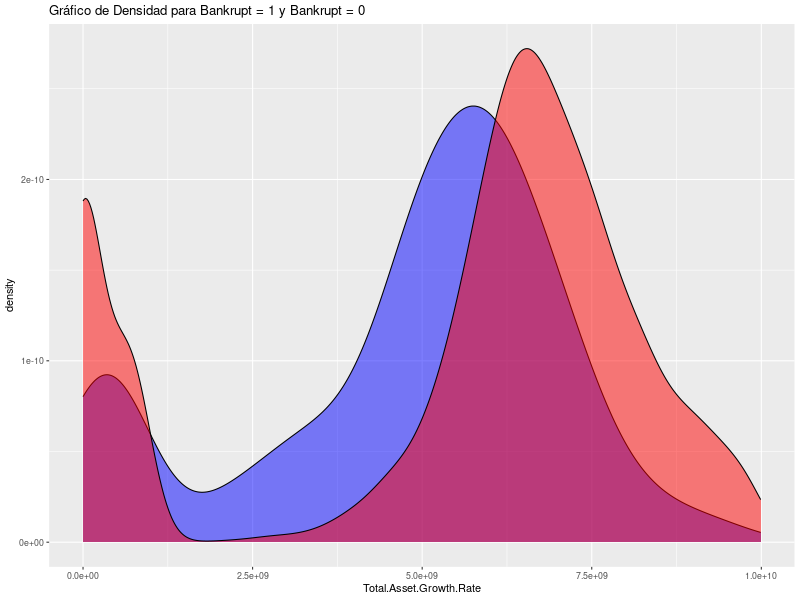 Gráfico de Densidad para Bankrupt = 1 y Bankrupt = 0
2e-10
1e-10
0e+00
density
0.0e+00 2.5e+09 5.0e+09 7.5e+09 1.0e+10
Total.Asset.Growth.Rate